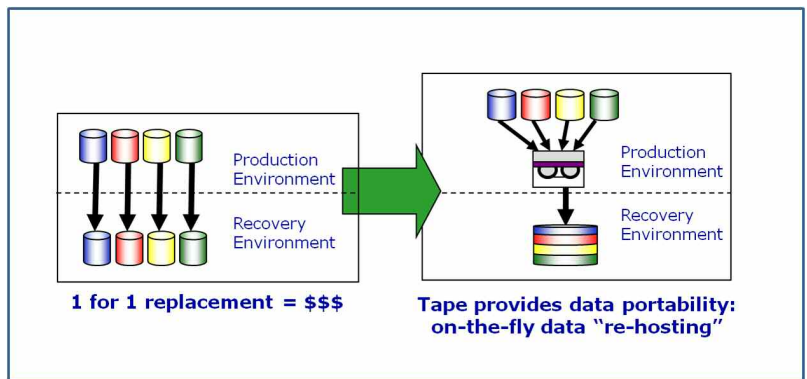 Production
Environment
Recovery
Environment
1 for 1 replacement = $$$
Production
Environment
Recovery
Environment
Tape provides data portability:
on-the-fly data “re-hosting”